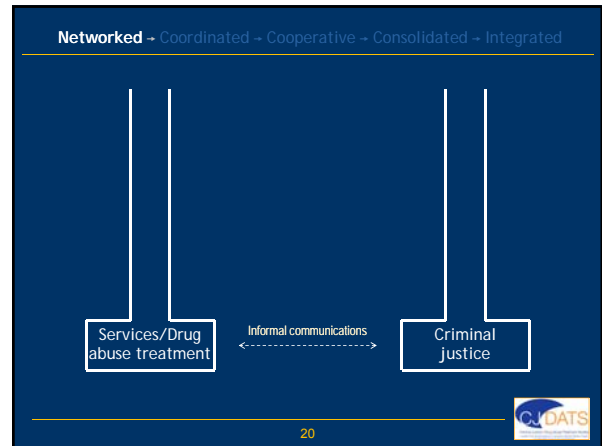 Networked → Coordinated → Cooperative → Consolidated → Integrated
Services/Drug
abuse treatment
Informal communications
Criminal
justice
20
CJDATS